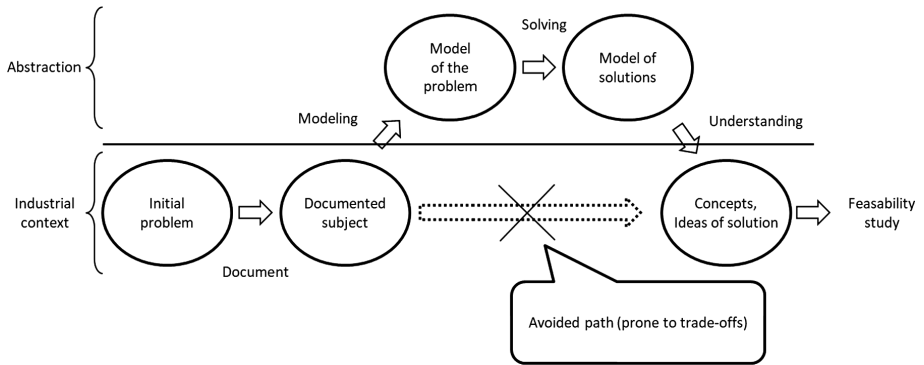 Solving
Abstraction
Model
of the
problem
Model of
solutions
Modeling
Understanding
Industrial
context
Initial
problem
Documented
subject
Concepts,
Ideas of solution
Feasability
study
Document
Avoided path (prone to trade-offs)